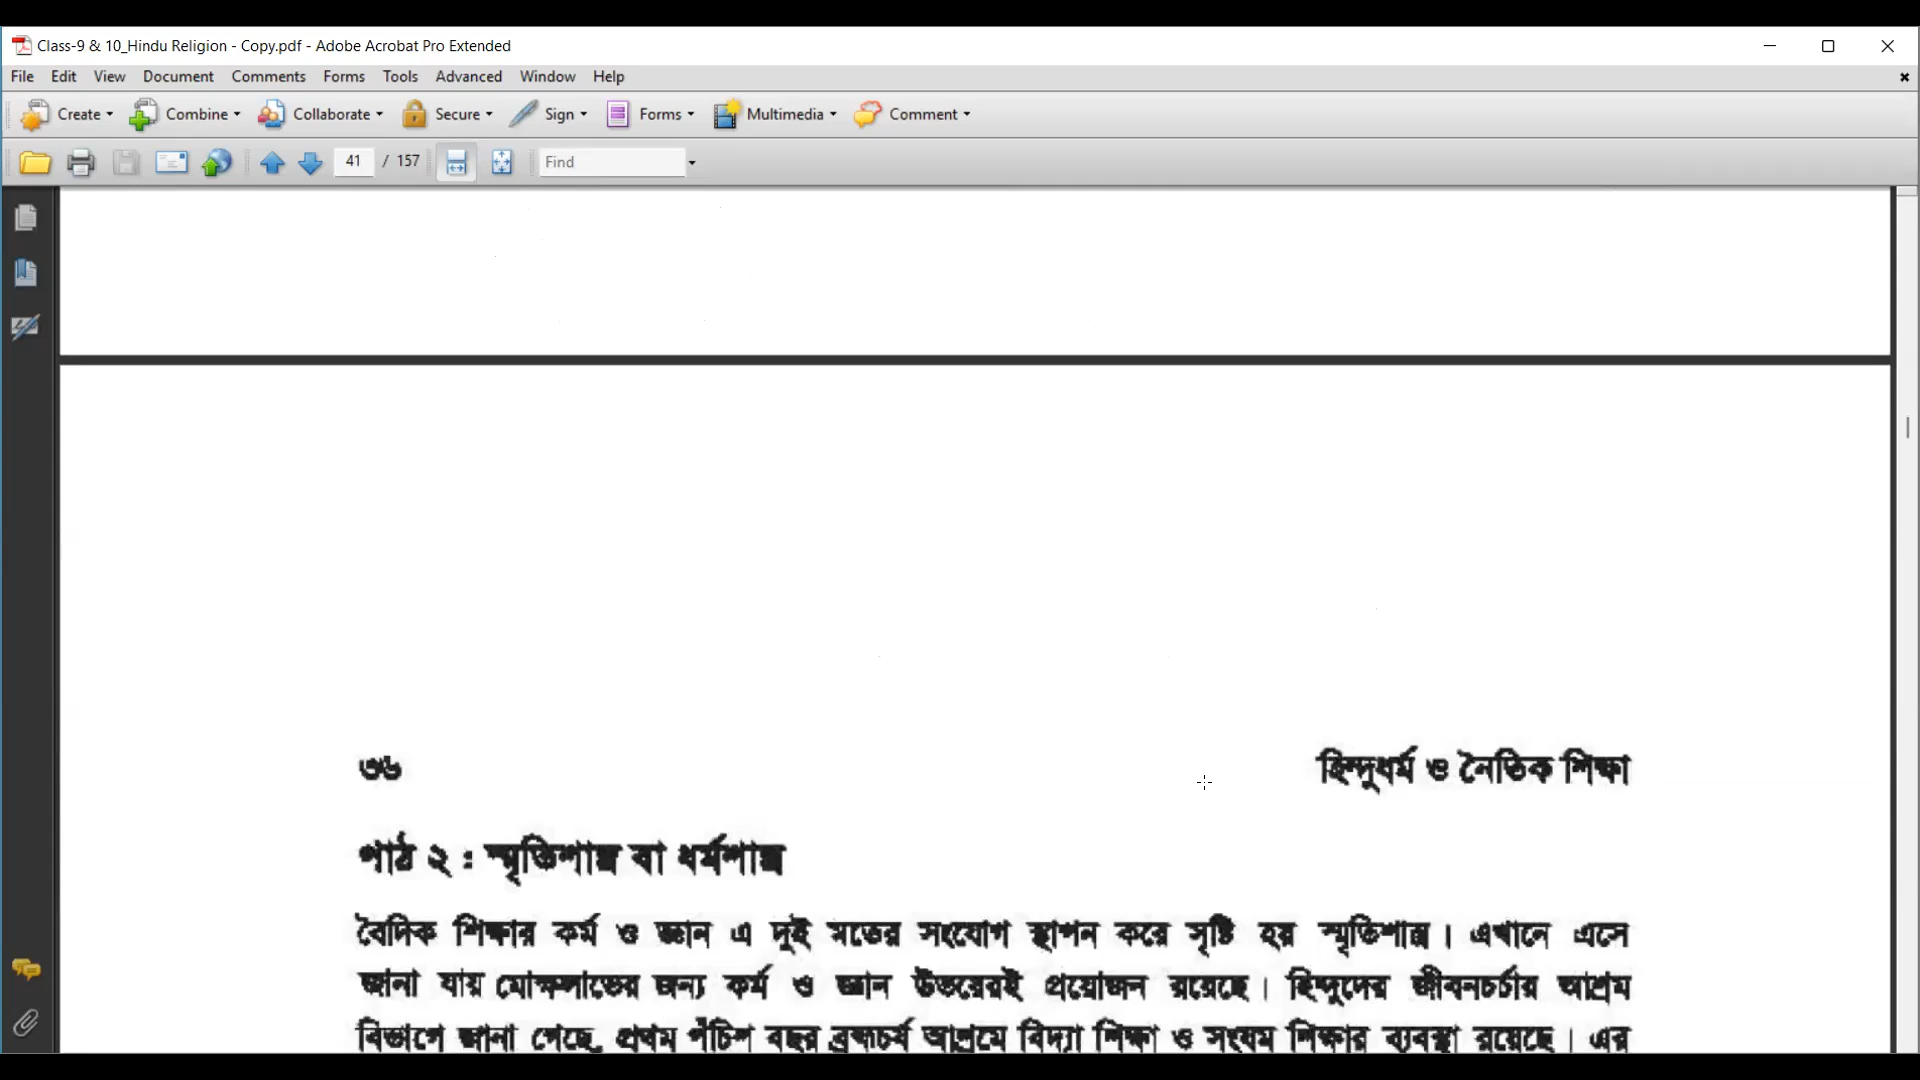 Class-9 & 10_Hindu Religion - Copy.pdf - Adobe Acrobat Pro Extended
File Edit View Document Comments Forms Tools Advanced Window Help
Create Combine Collaborate Secure Sign Forms Multimedia Comment
41 / 157 Find
৩৬ হিন্দুধর্ম ও নৈতিক শিক্ষা
পাঠ ২ : স্মৃতিশাস্ত্র বা ধর্মশাস্ত্র
বৈদিক শিক্ষার কর্ম ও জ্ঞান এ দুই মতের সংযোগ স্থাপন করে সৃষ্টি হয় স্মৃতিশাস্ত্র। এখানে এসে
জানা যায় মোক্ষলাভের জন্য কর্ম ও জ্ঞান উভয়েরই প্রয়োজন রয়েছে। হিন্দুদের জীবনচর্চায় আশ্রম
বিভাগে জানা গেছে, প্রথম পঁচিশ বছর ব্রহ্মচর্য আশ্রমে বিদ্যা শিক্ষা ও সংযম শিক্ষার ব্যবস্থা রয়েছে। এর